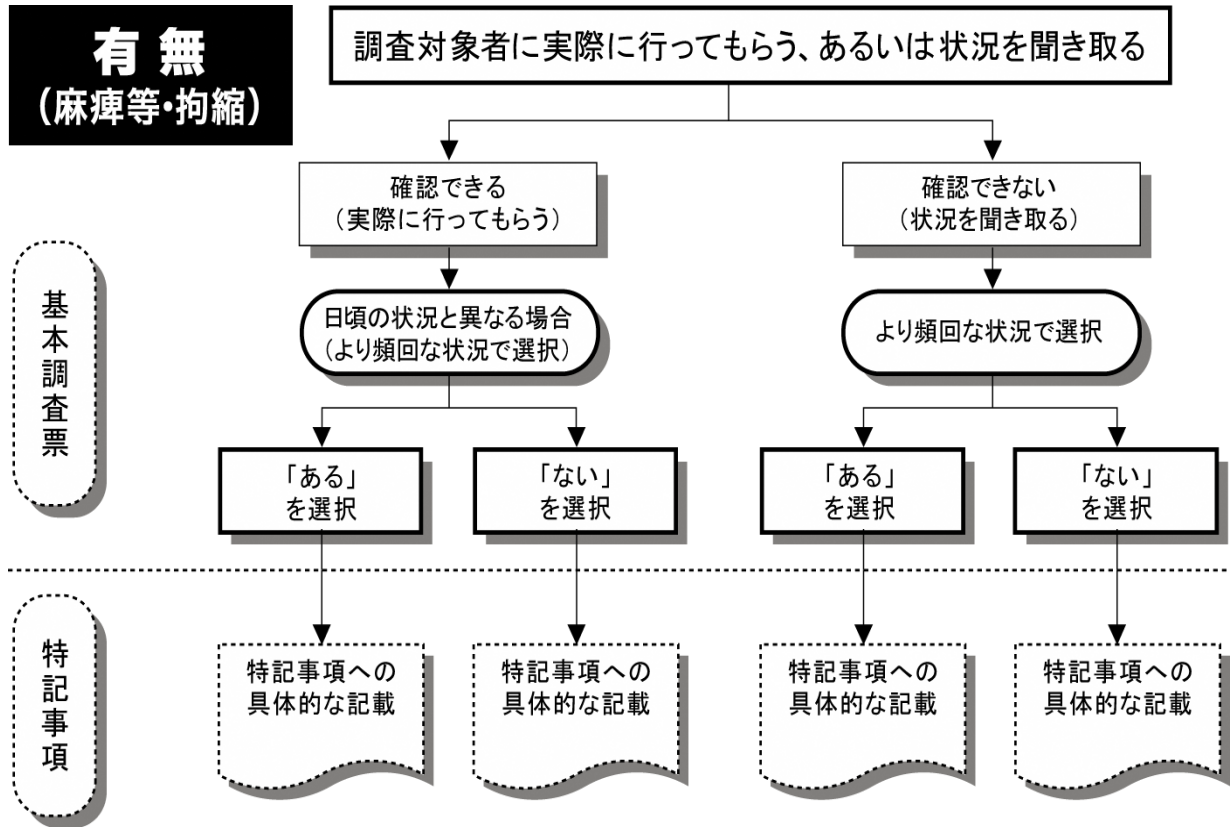 有無
(麻痺等・拘縮)
調査対象者に実際に行ってもらう、あるいは状況を聞き取る
確認できる
(実際に行ってもらう)
確認できない
(状況を聞き取る)
基本調査票
日頃の状況と異なる場合
(より頻回な状況で選択)
より頻回な状況で選択
「ある」
を選択
「ない」
を選択
「ある」
を選択
「ない」
を選択
特記事項
特記事項への
具体的な記載
特記事項への
具体的な記載
特記事項への
具体的な記載
特記事項への
具体的な記載